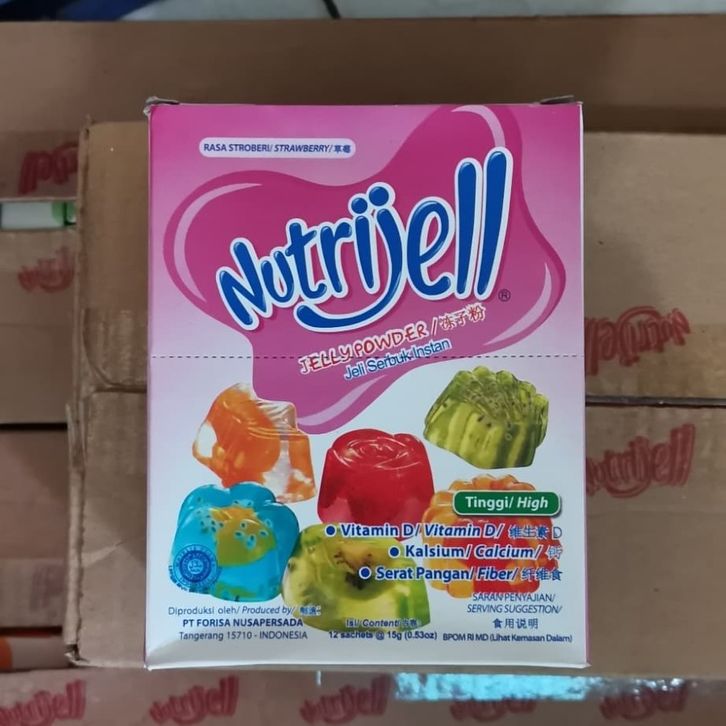 RASA STROBERI/ STRAWBERRY/草莓
Nutrijell®
JELLY POWDER /冻子粉
Jeli Serbuk Instan
Tinggi/ High
• Vitamin D/ Vitamin D/ 维生素 D
• Kalsium/ Calcium/ 钙
• Serat Pangan/ Fiber/ 纤维食
SARAN PENYAJIAN/
SERVING SUGGESTION/
食用说明
Diproduksi oleh/ Produced by/
PT FORISA NUSAPERSADA
Tangerang 15710 - INDONESIA
Isi/ Content/
12 sachets @ 15g (0.53oz)
BPOM RI MD (Lihat Kemasan Dalam)
Nutrijell
Nutrijell
Nutrijell
Nutrijell